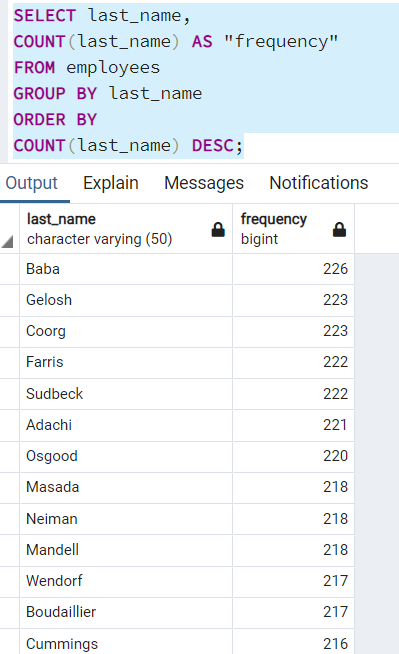 SELECT last_name,
COUNT(last_name) AS "frequency"
FROM employees
GROUP BY last_name
ORDER BY
COUNT(last_name) DESC;
Output Explain Messages Notifications
last_name frequency
character varying (50) bigint
Baba 226
Gelosh 223
Coorg 223
Farris 222
Sudbeck 222
Adachi 221
Osgood 220
Masada 218
Neiman 218
Mandell 218
Wendorf 217
Boudaillier 217
Cummings 216